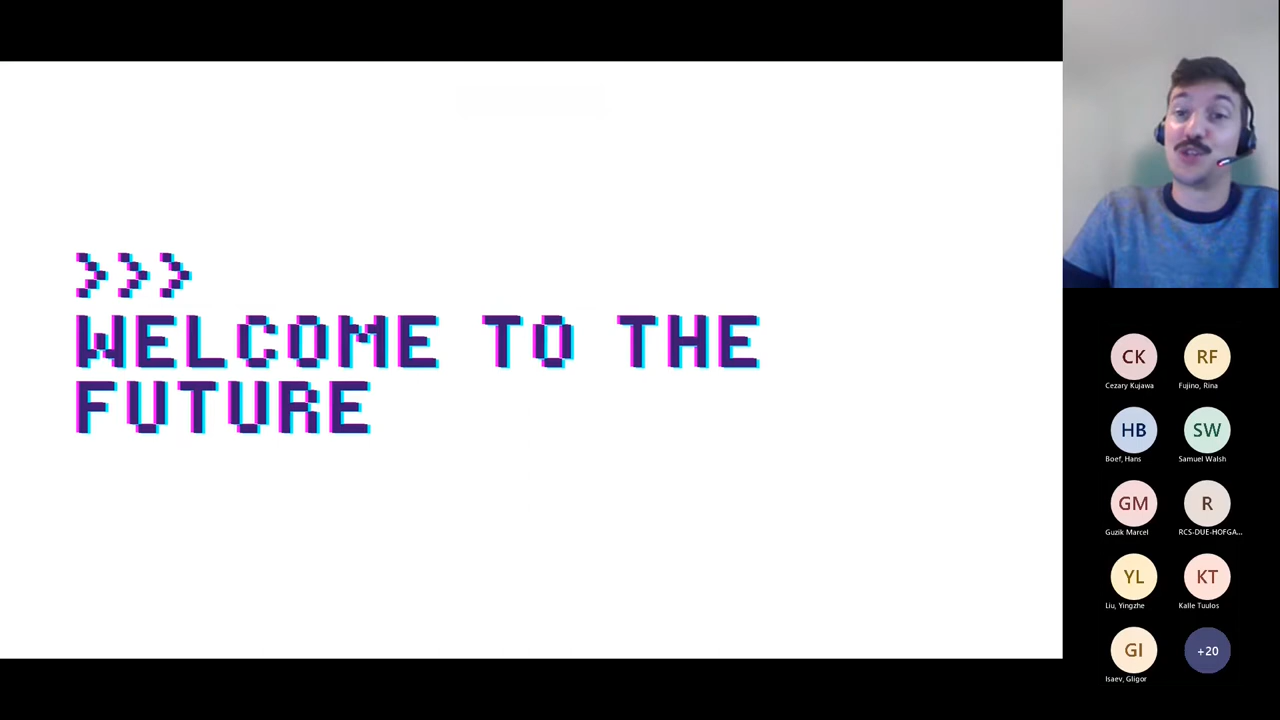 >>>
WELCOME TO THE
FUTURE
CK
RF
Cezary Kujawa
Fujino, Rina
HB
SW
Boef, Hans
Samuel Walsh
GM
R
Guzik Marcel
RCS-DUE-HOFGA...
YL
KT
Liu, Yingzhe
Kalle Tuulos
GI
+20
Isaev, Gligor